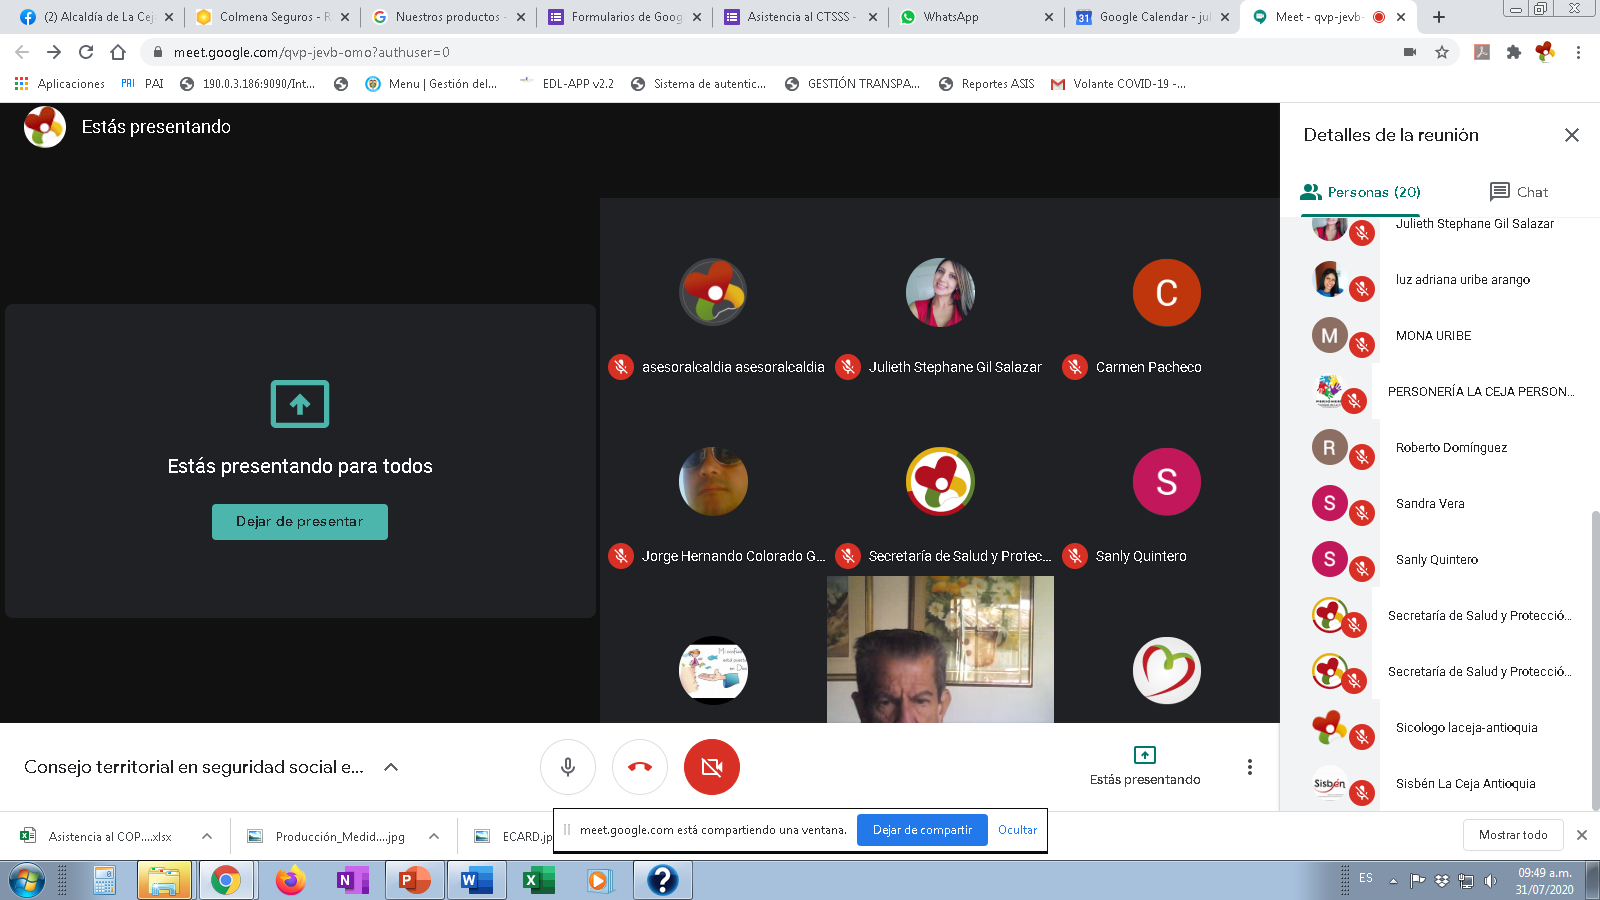 (2) Alcaldía de La Cej
Colmena Seguros - R
Nuestros productos -
Formularios de Goog
Asistencia al CTSSS -
WhatsApp
Google Calendar - jul
Meet - qvp-jevb-
meet.google.com/qvp-jevb-omo?authuser=0
Aplicaciones
PAI
PAI
190.0.3.186:9090/Int...
Menu | Gestión del...
EDL-APP v2.2
Sistema de autentic...
GESTIÓN TRANSPA...
Reportes ASIS
Volante COVID-19 -...
Estás presentando
Estás presentando para todos
Dejar de presentar
asesoralcaldia asesoralcaldia
Julieth Stephane Gil Salazar
C
Carmen Pacheco
Jorge Hernando Colorado G...
Secretaría de Salud y Protec...
S
Sanly Quintero
Detalles de la reunión
Personas (20)
Chat
Julieth Stephane Gil Salazar
luz adriana uribe arango
M
MONA URIBE
PERSONERÍA LA CEJA PERSON...
R
Roberto Domínguez
S
Sandra Vera
S
Sanly Quintero
Secretaría de Salud y Protecció...
Secretaría de Salud y Protecció...
Sicologo laceja-antioquia
Sisbén
Sisbén La Ceja Antioquia
Consejo territorial en seguridad social e...
Estás presentando
Asistencia al COP....xlsx
Producción_Medid....jpg
ECARD.jp
meet.google.com está compartiendo una ventana.
Dejar de compartir
Ocultar
Mostrar todo
ES
09:49 a.m.
31/07/2020